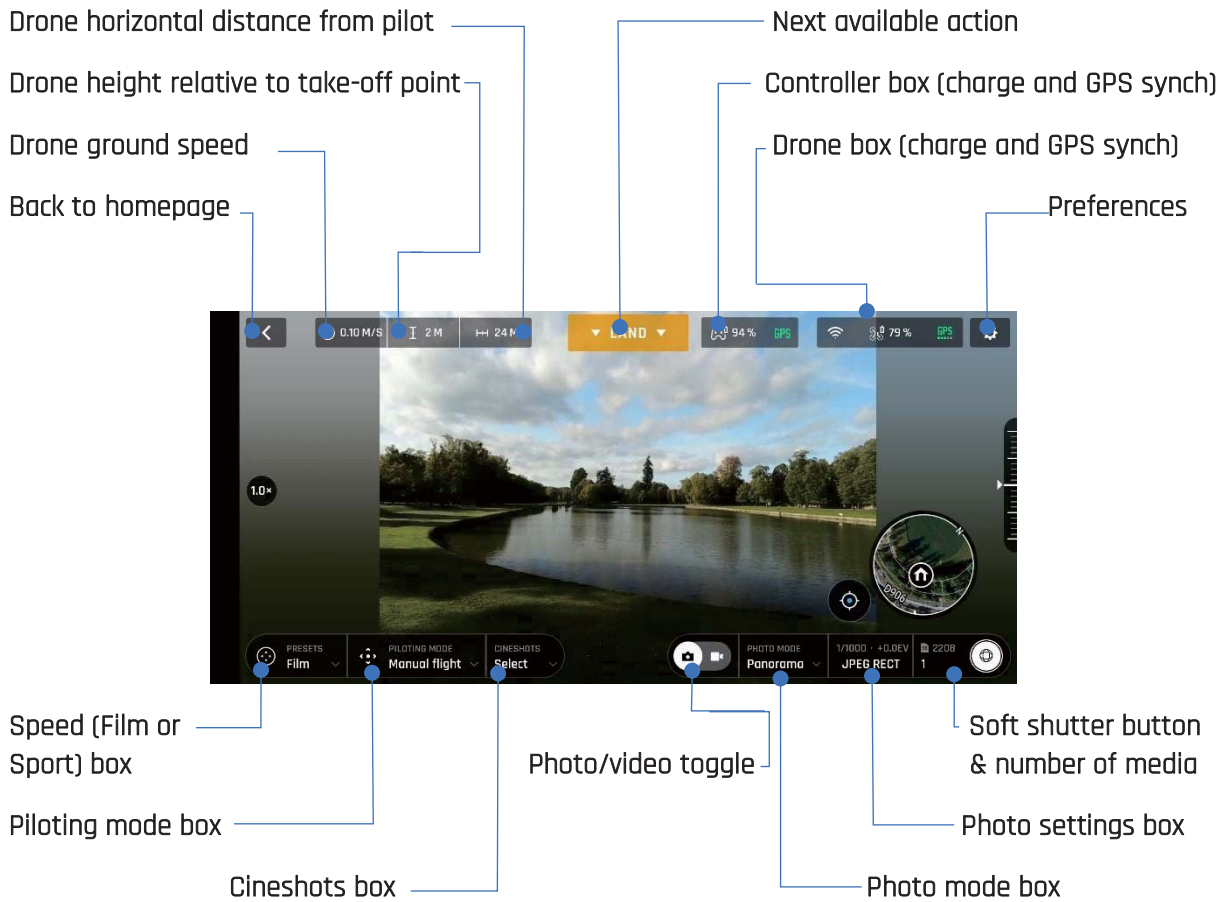 Drone horizontal distance from pilot
Next available action
Drone height relative to take-off point
Controller box (charge and GPS synch)
Drone ground speed
Drone box (charge and GPS synch)
Back to homepage
Preferences
0.10 M/S
2 M
24 M
LAND
94 %
GPS
79 %
GPS
1.0×
N
D906
PRESETS
Film
PILOTING MODE
Manual flight
CINESHOTS
Select
PHOTO MODE
Panorama
1/1000 · +0.0EV
JPEG RECT
2208
1
Speed (Film or
Sport) box
Photo/video toggle
Soft shutter button
& number of media
Piloting mode box
Photo settings box
Cineshots box
Photo mode box